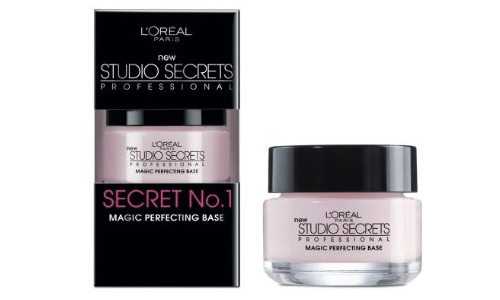 L'ORÉAL
PARIS
new
STUDIO SECRETS
PROFESSIONAL
L'ORÉAL
PARIS
new
STUDIO SECRETS
PROFESSIONAL
MAGIC PERFECTING BASE
SECRET No.1
MAGIC PERFECTING BASE
L'ORÉAL
PARIS
new
STUDIO SECRETS
PROFESSIONAL
MAGIC PERFECTING BASE